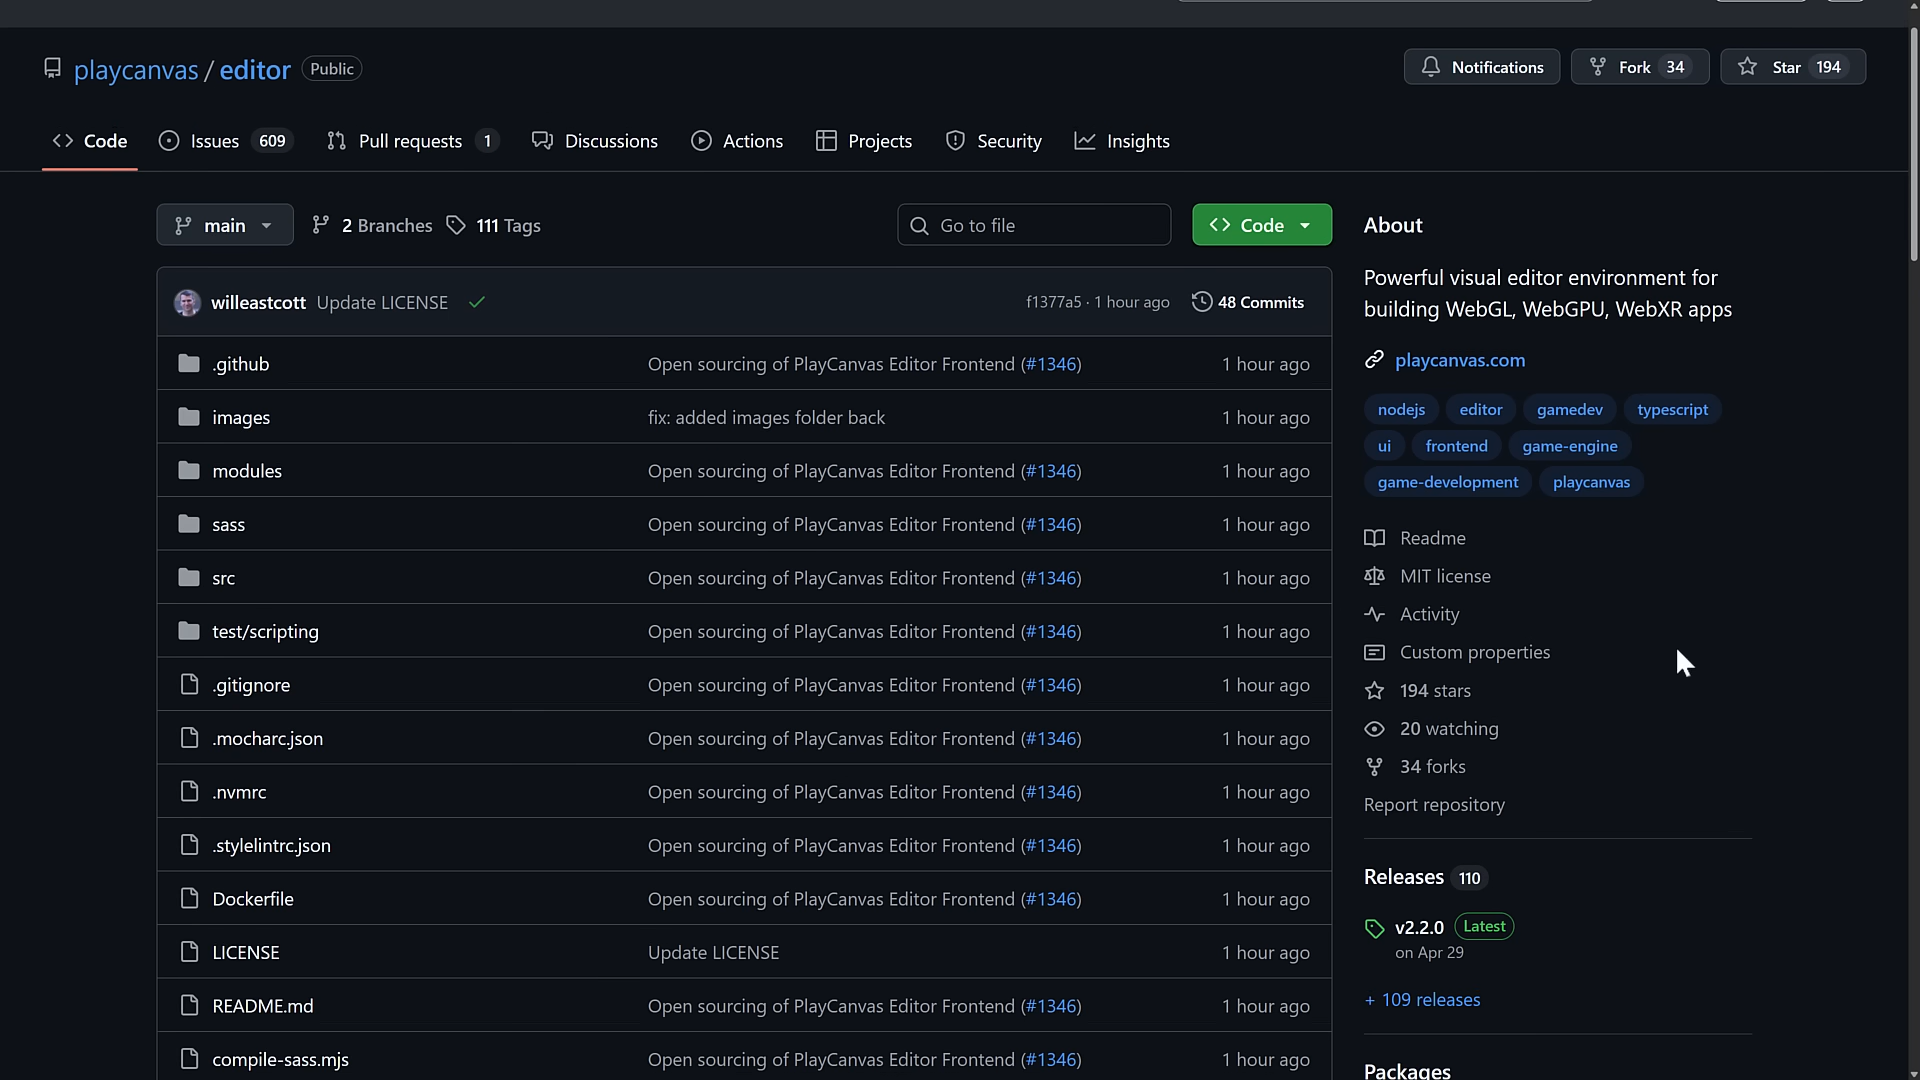 playcanvas / editor Public
Notifications Fork 34 Star 194
Code Issues 609 Pull requests 1 Discussions Actions Projects Security Insights
main 2 Branches 111 Tags Go to file Code
willeastcott Update LICENSE f1377a5 · 1 hour ago 48 Commits
.github Open sourcing of PlayCanvas Editor Frontend (#1346) 1 hour ago
images fix: added images folder back 1 hour ago
modules Open sourcing of PlayCanvas Editor Frontend (#1346) 1 hour ago
sass Open sourcing of PlayCanvas Editor Frontend (#1346) 1 hour ago
src Open sourcing of PlayCanvas Editor Frontend (#1346) 1 hour ago
test/scripting Open sourcing of PlayCanvas Editor Frontend (#1346) 1 hour ago
.gitignore Open sourcing of PlayCanvas Editor Frontend (#1346) 1 hour ago
.mocharc.json Open sourcing of PlayCanvas Editor Frontend (#1346) 1 hour ago
.nvmrc Open sourcing of PlayCanvas Editor Frontend (#1346) 1 hour ago
.stylelintrc.json Open sourcing of PlayCanvas Editor Frontend (#1346) 1 hour ago
Dockerfile Open sourcing of PlayCanvas Editor Frontend (#1346) 1 hour ago
LICENSE Update LICENSE 1 hour ago
README.md Open sourcing of PlayCanvas Editor Frontend (#1346) 1 hour ago
compile-sass.mjs Open sourcing of PlayCanvas Editor Frontend (#1346) 1 hour ago
About
Powerful visual editor environment for
building WebGL, WebGPU, WebXR apps
playcanvas.com
nodejs editor gamedev typescript
ui frontend game-engine
game-development playcanvas
Readme
MIT license
Activity
Custom properties
194 stars
20 watching
34 forks
Report repository
Releases 110
v2.2.0 Latest
on Apr 29
+ 109 releases
Packages